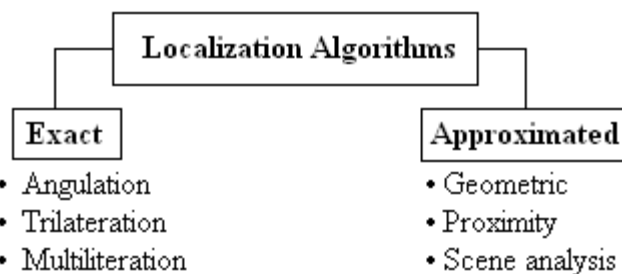 Localization Algorithms
Exact
• Angulation
• Trilateration
• Multiliteration
Approximated
• Geometric
• Proximity
• Scene analysis